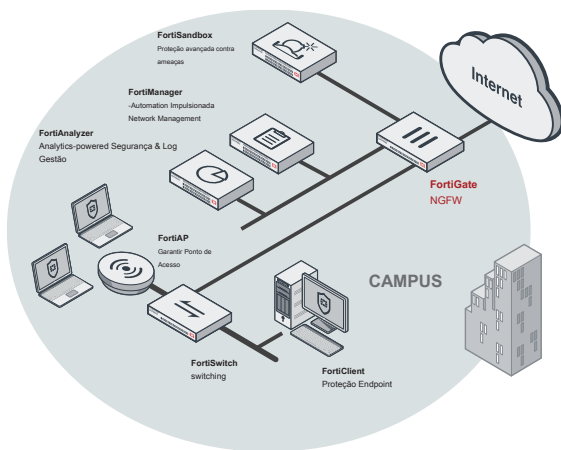 FortiSandbox
Proteção avançada contra
ameaças
FortiManager
-Automation Impulsionada
Network Management
FortiAnalyzer
Analytics-powered Segurança & Log
Gestão
Internet
FortiGate
NGFW
FortiAP
Garantir Ponto de
Acesso
CAMPUS
FortiSwitch
switching
FortiClient
Proteção Endpoint